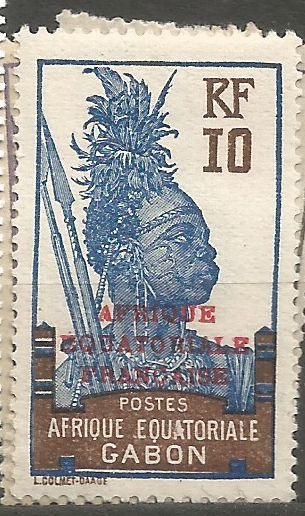 RF
10
AFRIQUE
EQUATORIALE
FRANÇAISE
POSTES
AFRIQUE EQUATORIALE
GABON
L.COLMET-DAAGE